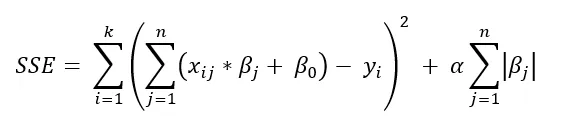 SSE = \sum_{i=1}^{k} \left( \sum_{j=1}^{n} (x_{ij} * \beta_j + \beta_0) - y_i \right)^2 + \alpha \sum_{j=1}^{n} |\beta_j|